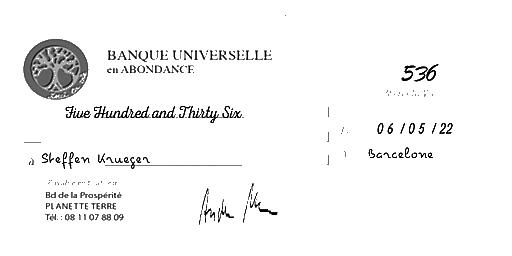 BANQUE UNIVERSELLE
en ABONDANCE
536
Five Hundred and Thirty Six
06/05/22
à Steffen Krueger
Barcelone
Bd de la Prospérité
PLANETTE TERRE
Tél. : 08 11 07 88 09